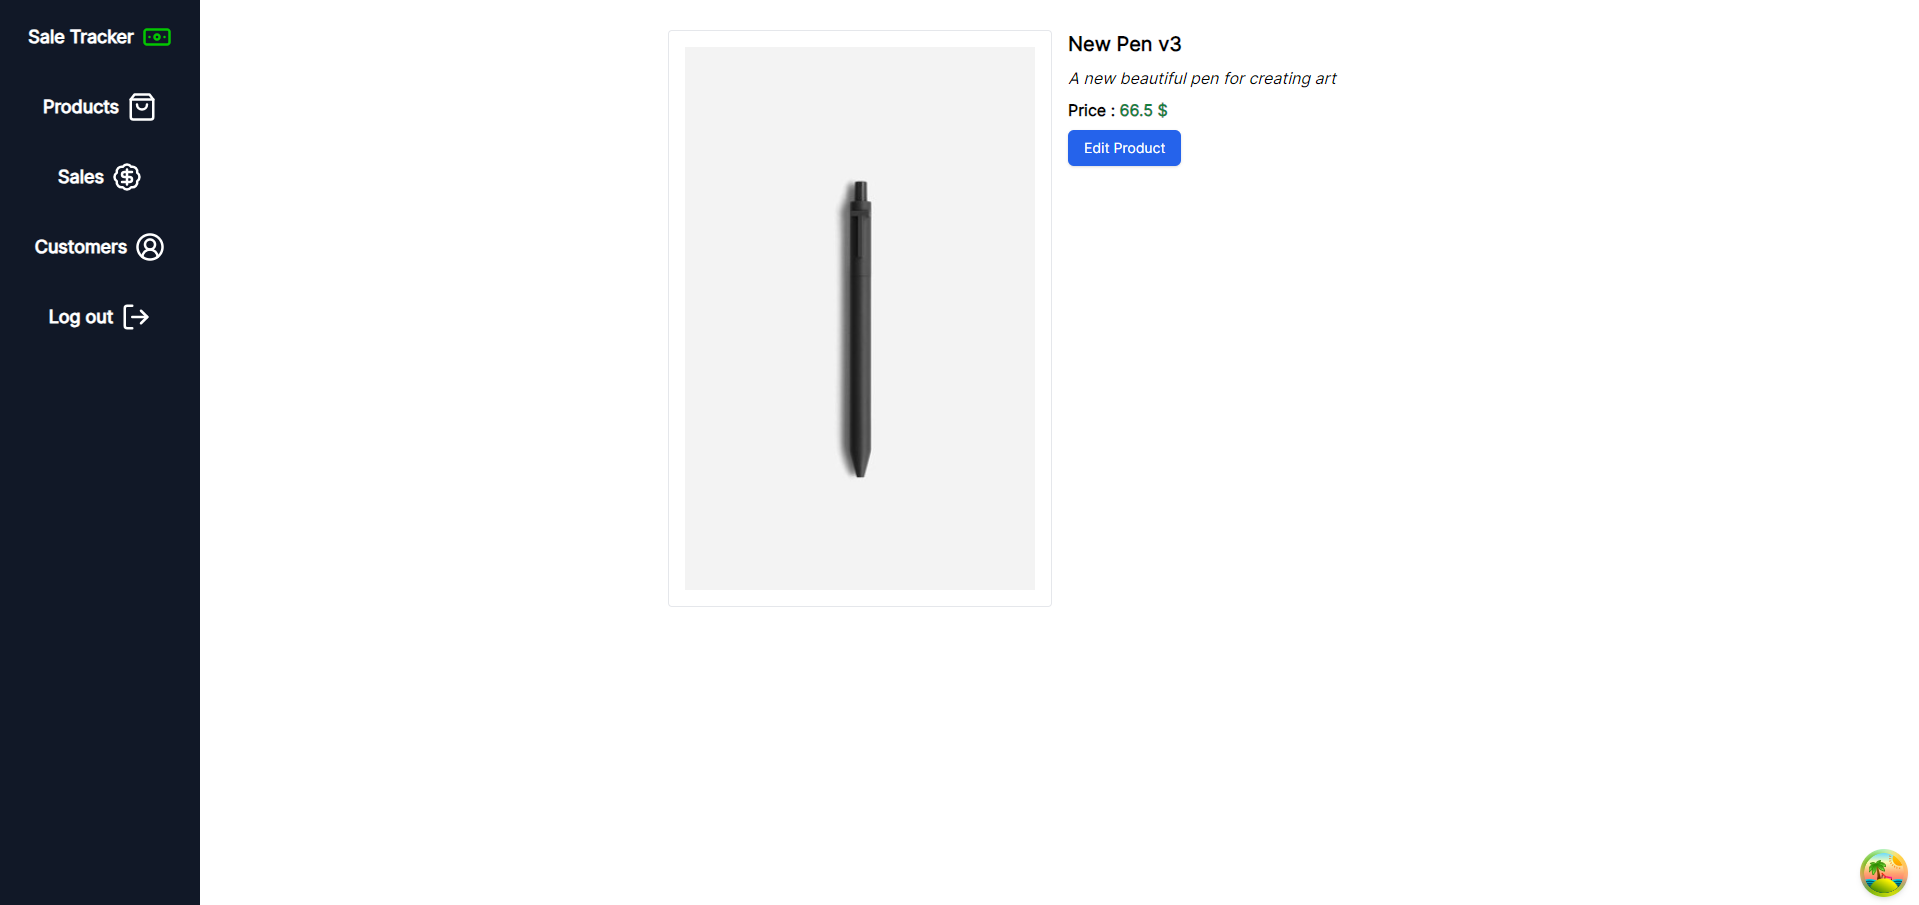 Sale Tracker
Products
Sales
Customers
Log out
New Pen v3
A new beautiful pen for creating art
Price : 66.5 $
Edit Product